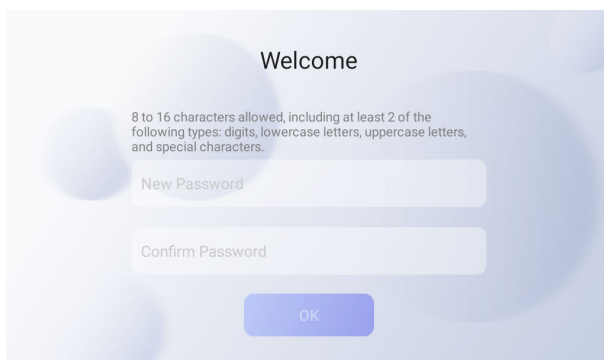 Welcome
8 to 16 characters allowed, including at least 2 of the
following types: digits, lowercase letters, uppercase letters,
and special characters.
New Password
Confirm Password
OK